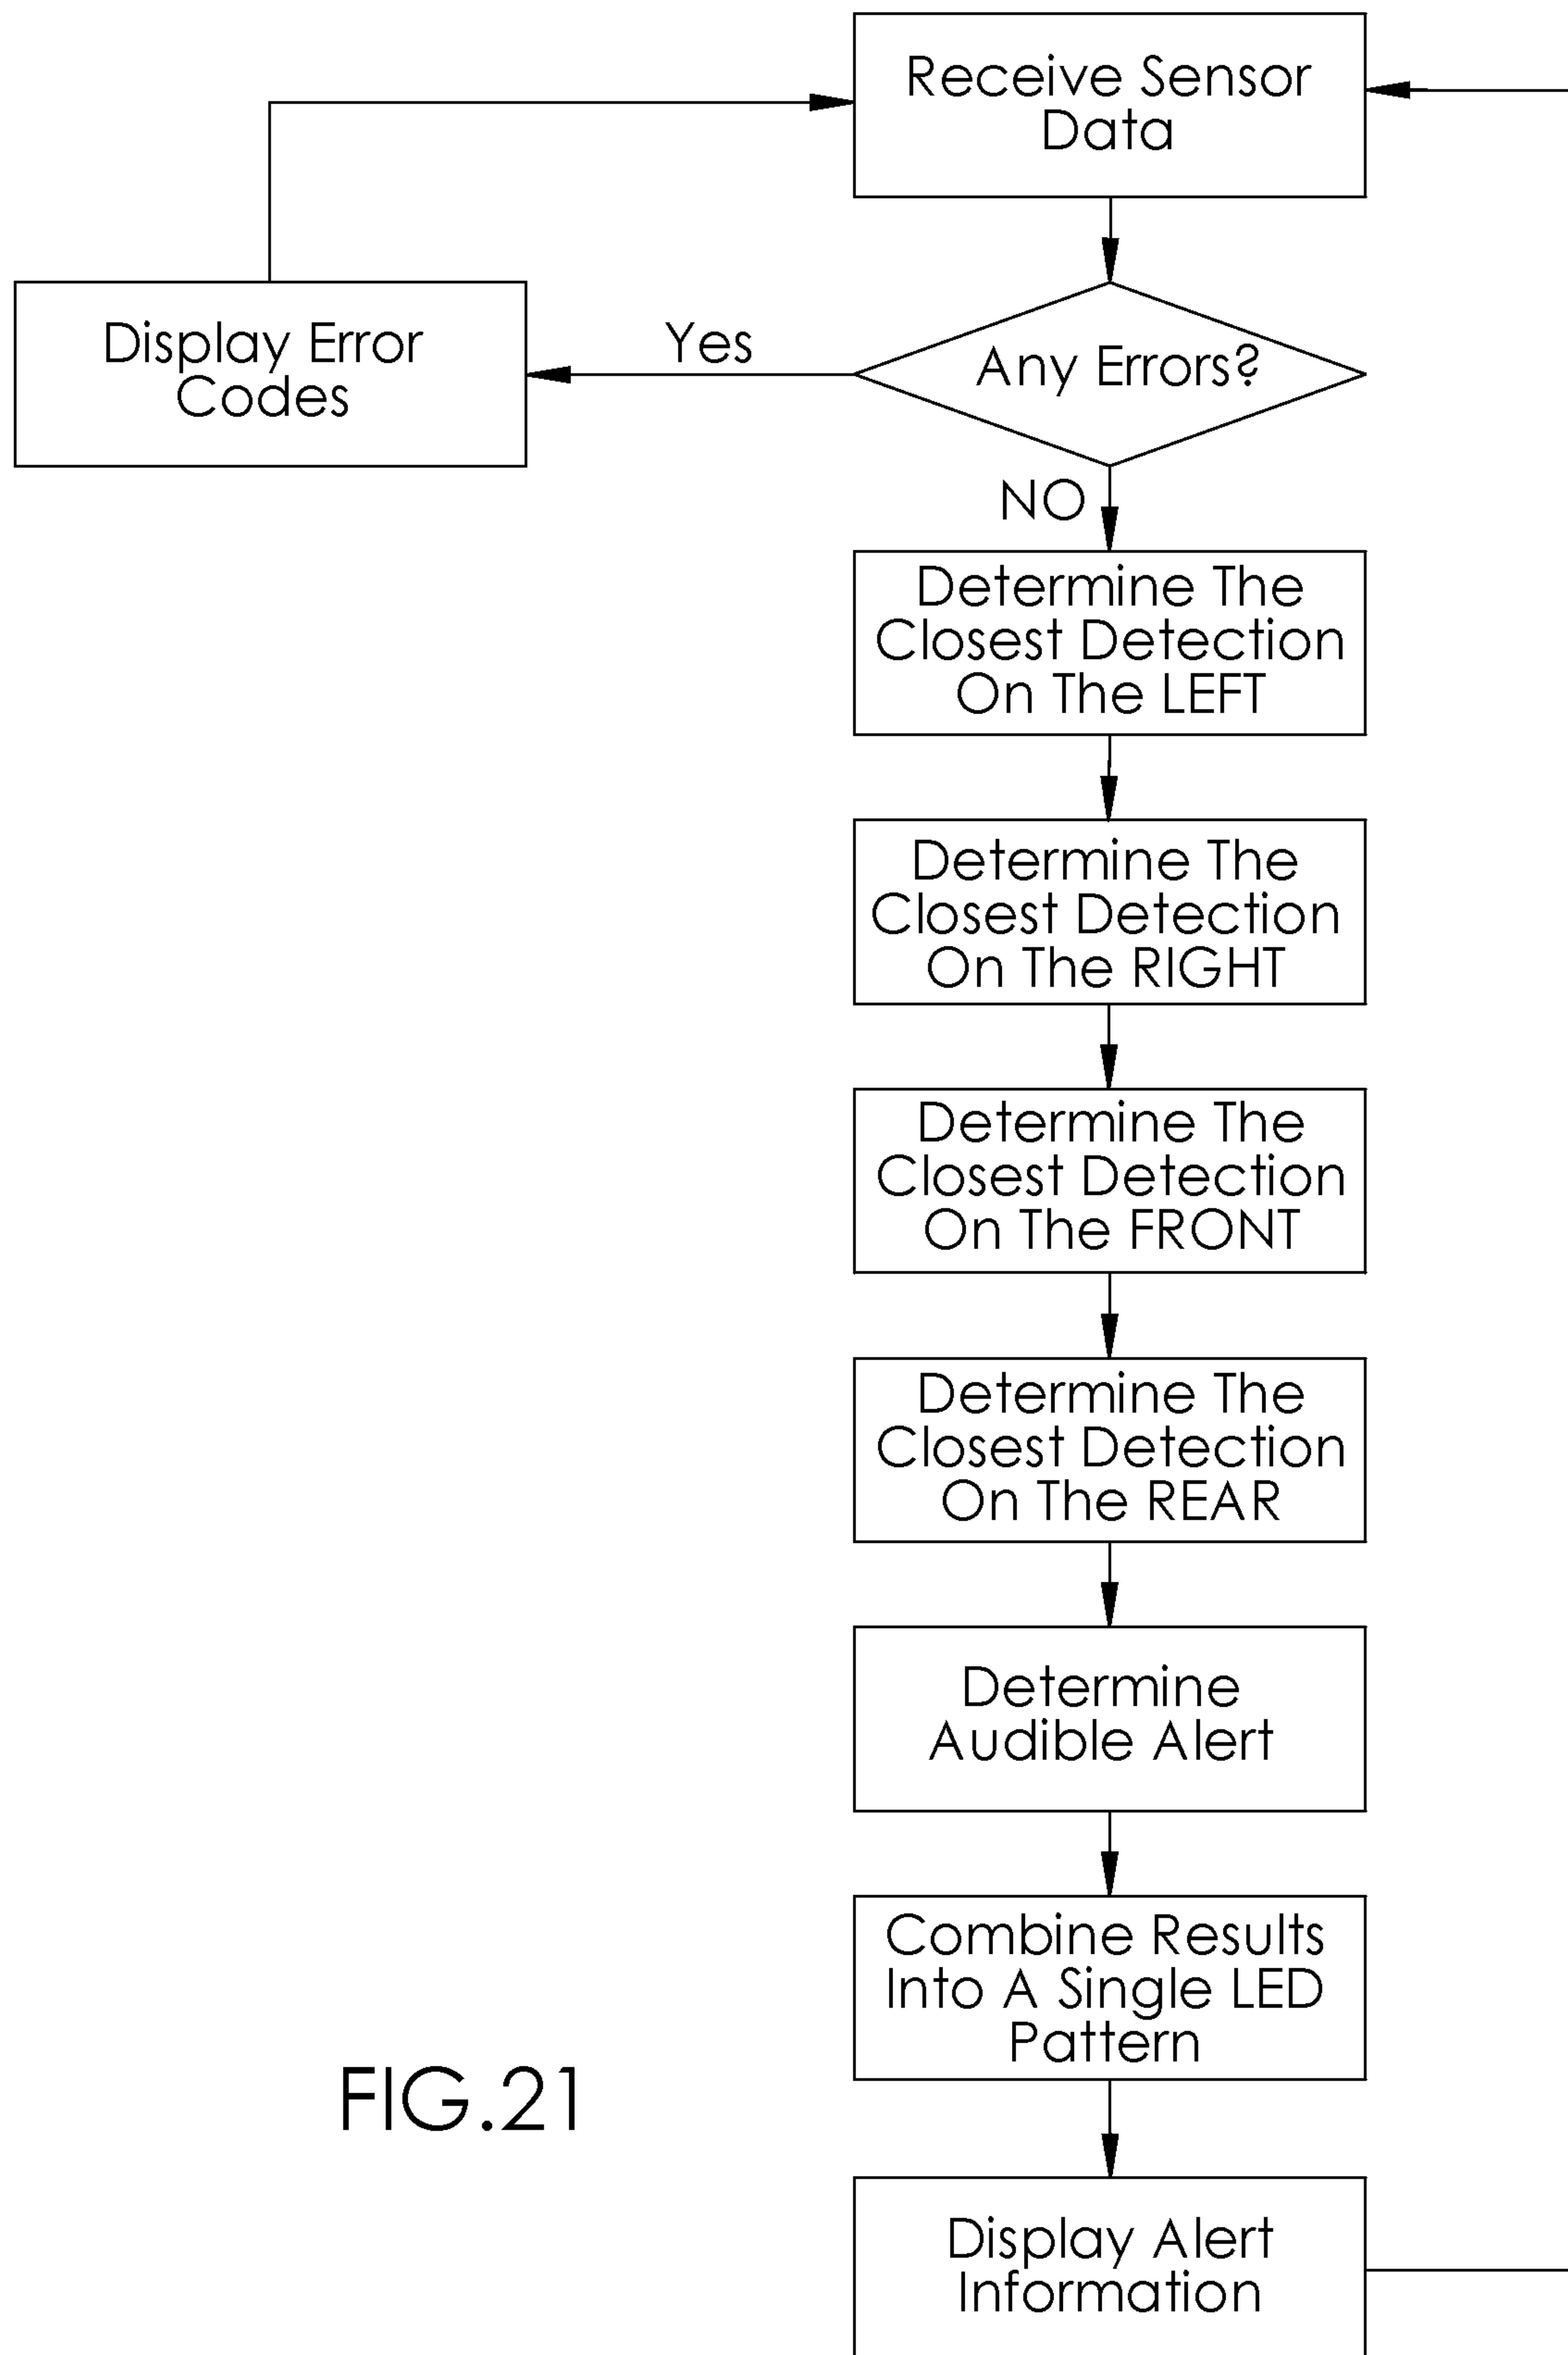 Receive Sensor
Data
Any Errors?
Yes
Display Error
Codes
NO
Determine The
Closest Detection
On The LEFT
Determine The
Closest Detection
On The RIGHT
Determine The
Closest Detection
On The FRONT
Determine The
Closest Detection
On The REAR
Determine
Audible Alert
Combine Results
Into A Single LED
Pattern
Display Alert
Information
FIG.21